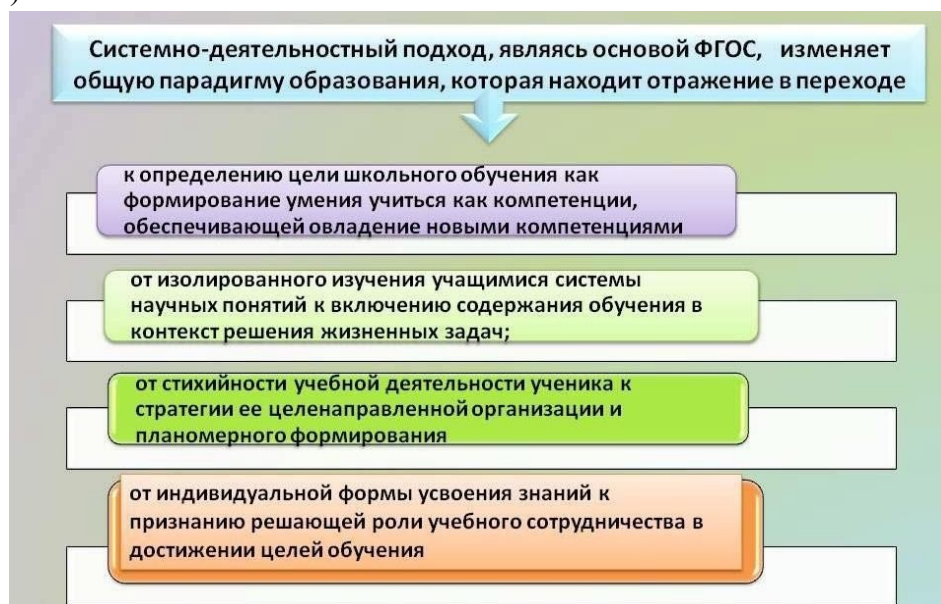 )
Системно-деятельностный подход, являясь основой ФГОС, изменяет
общую парадигму образования, которая находит отражение в переходе
к определению цели школьного обучения как
формирование умения учиться как компетенции,
обеспечивающей овладение новыми компетенциями
от изолированного изучения учащимися системы
научных понятий к включению содержания обучения в
контекст решения жизненных задач;
от стихийности учебной деятельности ученика к
стратегии ее целенаправленной организации и
планомерного формирования
от индивидуальной формы усвоения знаний к
признанию решающей роли учебного сотрудничества в
достижении целей обучения